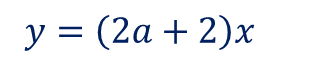 y = (2a + 2)x